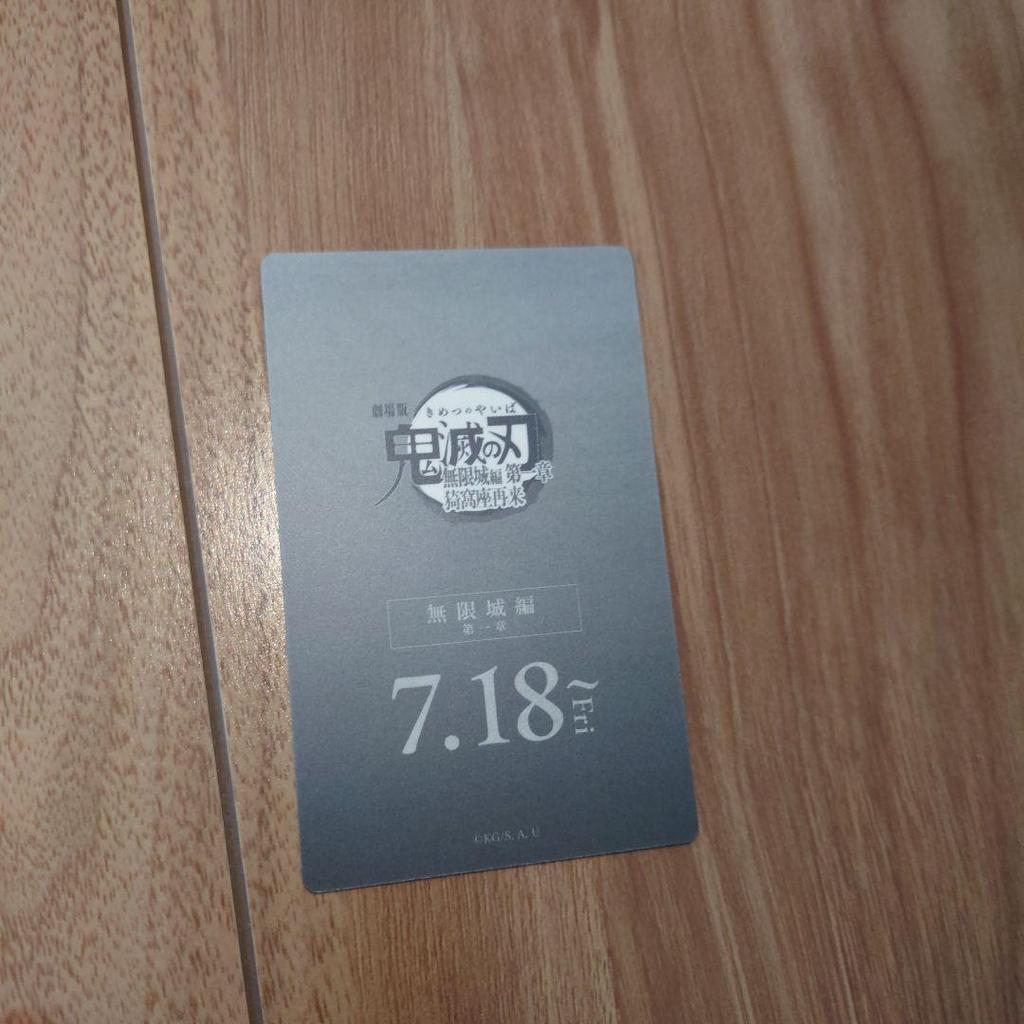 劇場版
きめつのやいば
鬼滅の刃
無限城編 第一章
猗窩座再来
無限城編
第一章
7.18~Fri
©KG/S, A, U